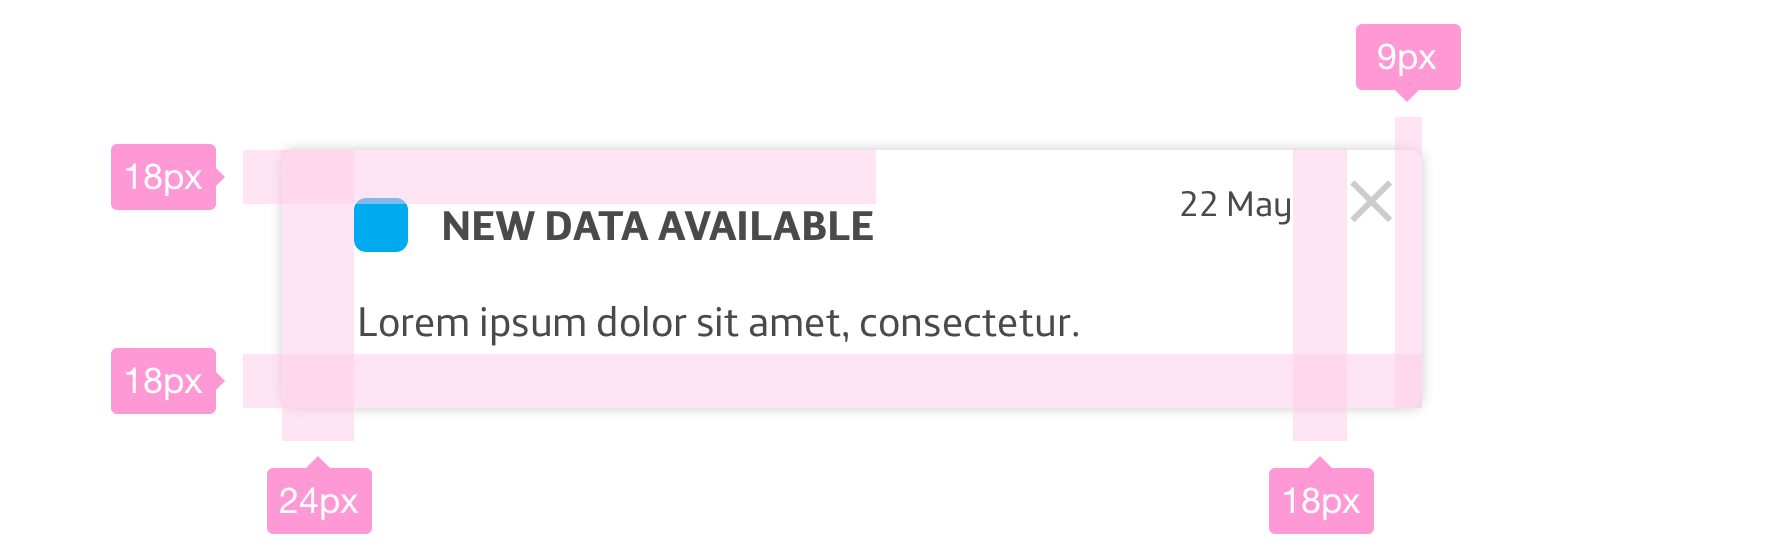 9px
18px
22 May
NEW DATA AVAILABLE
Lorem ipsum dolor sit amet, consectetur.
18px
24px
18px